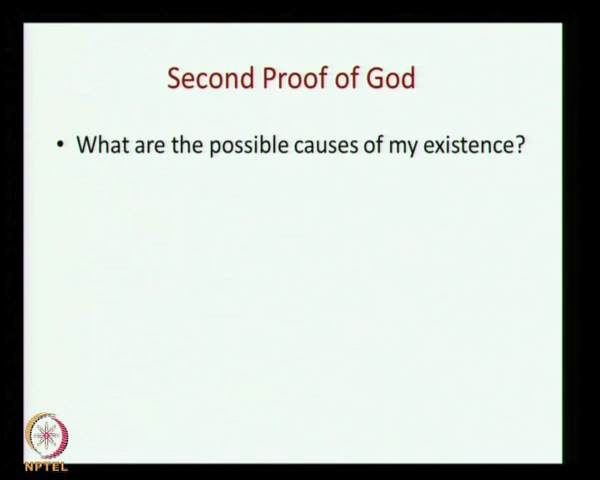 Second Proof of God
• What are the possible causes of my existence?
NPTEL